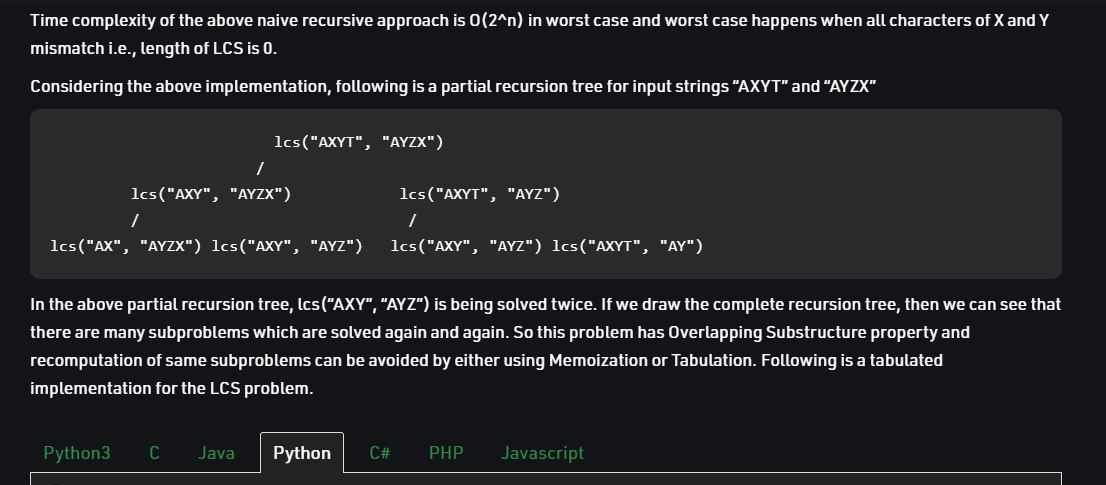 Time complexity of the above naive recursive approach is O(2^n) in worst case and worst case happens when all characters of X and Y
mismatch i.e., length of LCS is 0.
Considering the above implementation, following is a partial recursion tree for input strings “AXYT” and “AYZX”
lcs("AXYT", "AYZX")
/
lcs("AXY", "AYZX") lcs("AXYT", "AYZ")
/ /
lcs("AX", "AYZX") lcs("AXY", "AYZ") lcs("AXY", "AYZ") lcs("AXYT", "AY")
In the above partial recursion tree, lcs(“AXY”, “AYZ”) is being solved twice. If we draw the complete recursion tree, then we can see that
there are many subproblems which are solved again and again. So this problem has Overlapping Substructure property and
recomputation of same subproblems can be avoided by either using Memoization or Tabulation. Following is a tabulated
implementation for the LCS problem.
Python3 C Java Python C# PHP Javascript